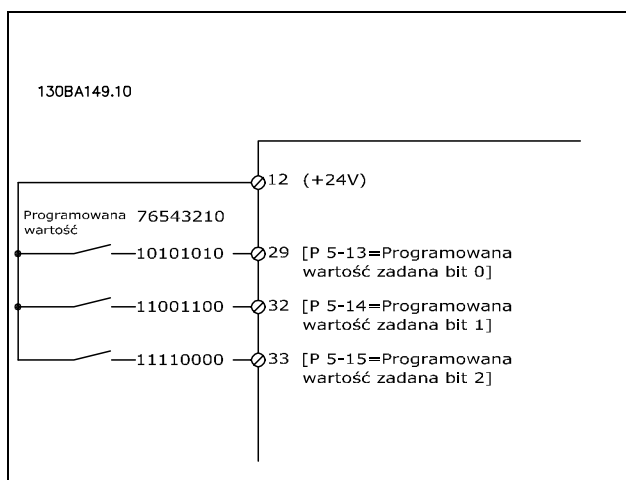 130BA149.10
12 (+24V)
Programowana 76543210
wartość
10101010 29 [P 5-13=Programowana
wartość zadana bit 0]
11001100 32 [P 5-14=Programowana
wartość zadana bit 1]
11110000 33 [P 5-15=Programowana
wartość zadana bit 2]